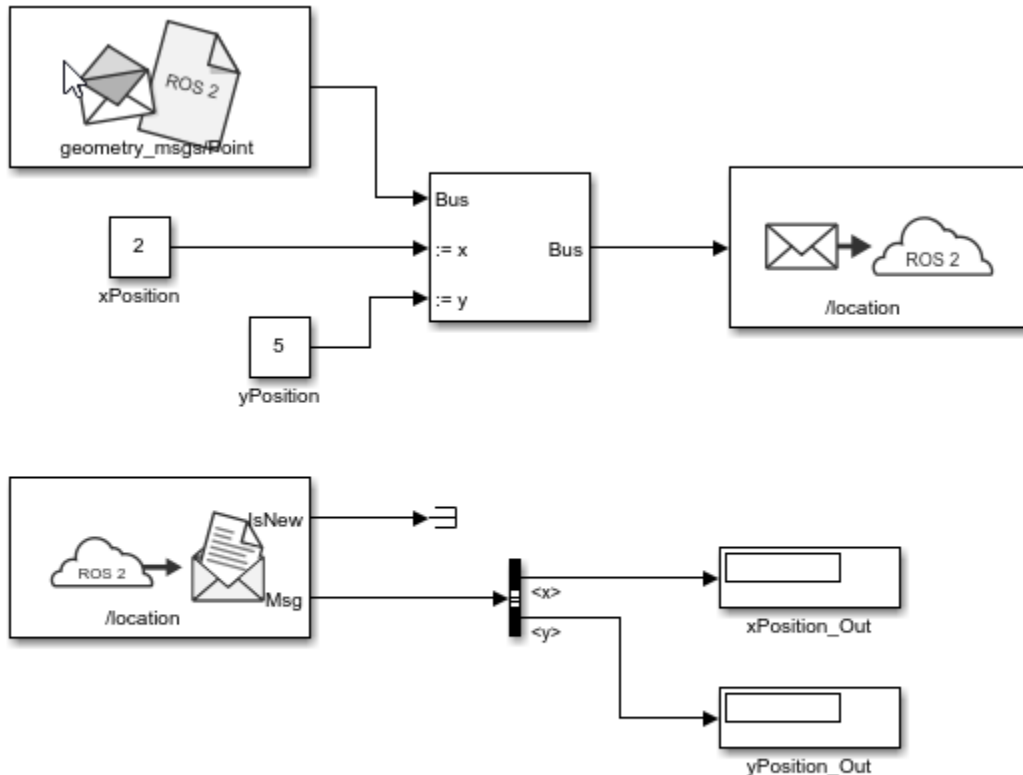 ROS 2
geometry_msgs/Point
2
xPosition
5
yPosition
Bus
:= x
:= y
Bus
ROS 2
/location
IsNew
ROS 2
Msg
/location
<x>
<y>
xPosition_Out
yPosition_Out